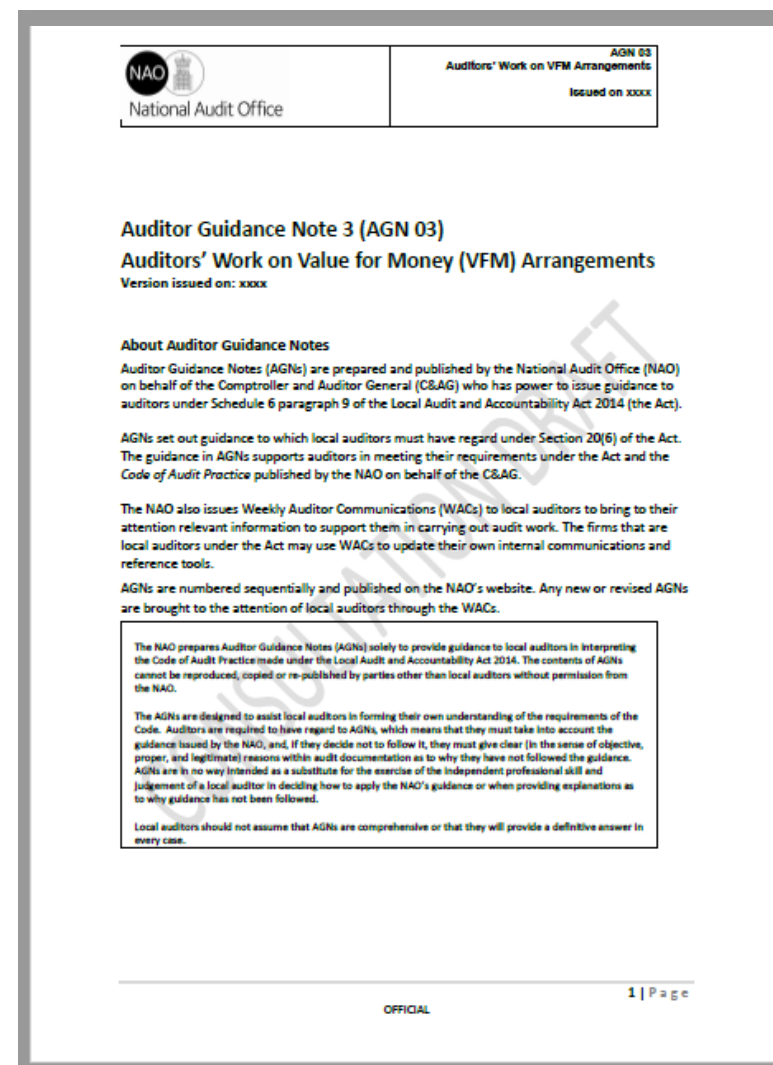 NAO
National Audit Office
AGN 03
Auditors' Work on VFM Arrangements
Issued on xxxx
Auditor Guidance Note 3 (AGN 03)
Auditors' Work on Value for Money (VFM) Arrangements
Version issued on: xxxx
About Auditor Guidance Notes
Auditor Guidance Notes (AGNs) are prepared and published by the National Audit Office (NAO)
on behalf of the Comptroller and Auditor General (C&AG) who has power to issue guidance to
auditors under Schedule 6 paragraph 9 of the Local Audit and Accountability Act 2014 (the Act).
AGNs set out guidance to which local auditors must have regard under Section 20(6) of the Act.
The guidance in AGNs supports auditors in meeting their requirements under the Act and the
Code of Audit Practice published by the NAO on behalf of the C&AG.
The NAO also issues Weekly Auditor Communications (WACs) to local auditors to bring to their
attention relevant information to support them in carrying out audit work. The firms that are
local auditors under the Act may use WACs to update their own internal communications and
reference tools.
AGNs are numbered sequentially and published on the NAO's website. Any new or revised AGNs
are brought to the attention of local auditors through the WACs.
The NAO prepares Auditor Guidance Notes (AGNs) solely to provide guidance to local auditors in interpreting
the Code of Audit Practice made under the Local Audit and Accountability Act 2014. The contents of AGNs
cannot be reproduced, copied or re-published by parties other than local auditors without permission from
the NAO.
The AGNs are designed to assist local auditors in forming their own understanding of the requirements of the
Code. Auditors are required to have regard to AGNs, which means that they must take into account the
guidance issued by the NAO, and, if they decide not to follow it, they must give clear (in the sense of objective,
proper, and legitimate) reasons within audit documentation as to why they have not followed the guidance.
AGNs are in no way intended as a substitute for the exercise of the independent professional skill and
judgement of a local auditor in deciding how to apply the NAO's guidance or when providing explanations as
to why guidance has not been followed.
Local auditors should not assume that AGNs are comprehensive or that they will provide a definitive answer in
every case.
CONSULTATION DRAFT
1 | Page
OFFICIAL